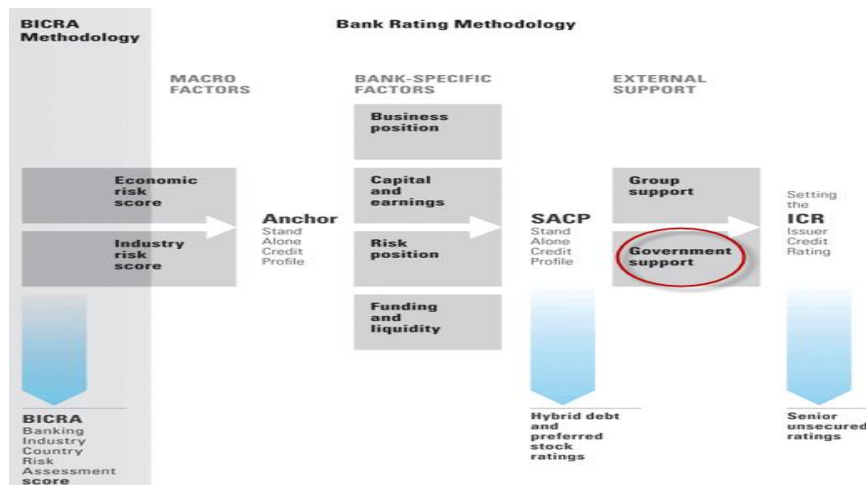 BICRA
Methodology
Bank Rating Methodology
MACRO
FACTORS
BANK-SPECIFIC
FACTORS
EXTERNAL
SUPPORT
Business
position
Economic
risk
score
Capital
and
earnings
Group
support
Anchor
Stand
Alone
Credit
Profile
SACP
Stand
Alone
Credit
Profile
Setting
the
ICR
Issuer
Credit
Rating
Industry
risk
score
Risk
position
Government
support
Funding
and
liquidity
BICRA
Banking
Industry
Country
Risk
Assessment
score
Hybrid debt
and
preferred
stock
ratings
Senior
unsecured
ratings